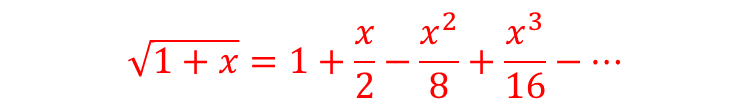 √(1 + x) = 1 + x/2 − x²/8 + x³/16 − ⋯